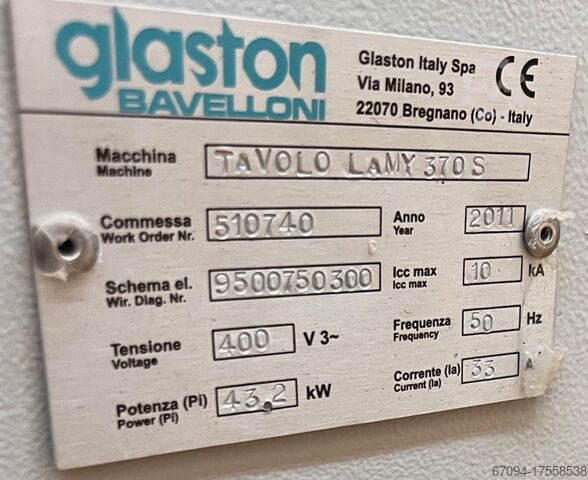 glaston
BAVELLONI
Glaston Italy Spa
Via Milano, 93
22070 Bregnano (Co) - Italy
CE
Macchina
Machine
TAVOLO LAMY 370 S
Commessa
Work Order Nr.
510740
Anno
Year
2011
Schema el.
Wir. Diag. Nr.
9500750300
Icc max
Icc max
10 kA
Tensione
Voltage
400 V 3~
Frequenza
Frequency
50 Hz
Potenza (Pi)
Power (Pi)
43.2 kW
Corrente (Ia)
Current (Ia)
33 A
67094-17558538